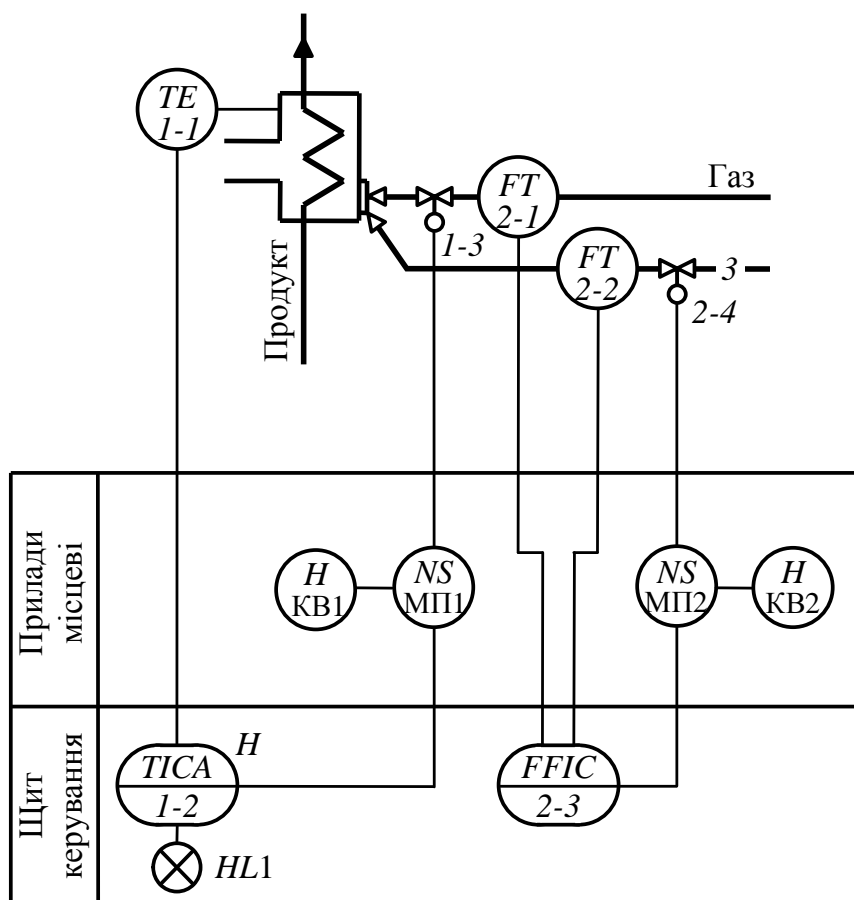 TE
1-1
Газ
FT
2-1
1-3
FT
2-2
3
2-4
Продукт
Прилади
місцеві
H
КВ1
NS
МП1
NS
МП2
H
КВ2
Щит
керування
TICA
1-2
H
FFIC
2-3
HL1